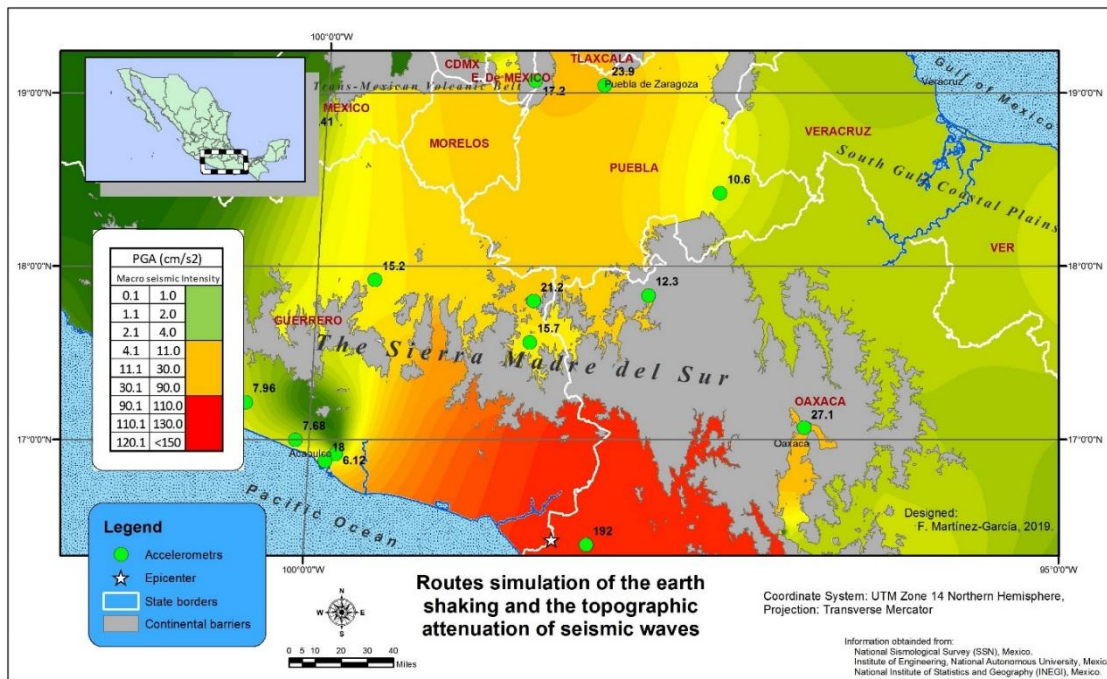 100°0'0"W
CDMX
TLAXCALA
23.9
E. De MEXICO
Puebla de Zaragoza
17.2
Trans-Mexican Volcanic Belt
Veracruz
Gulf of Mexico
19°0'0"N
19°0'0"N
MEXICO
41
MORELOS
VERACRUZ
PUEBLA
South Gulf Coastal Plains
10.6
VER
PGA (cm/s2)
Macro seismic Intensity
0.1 1.0
1.1 2.0
2.1 4.0
4.1 11.0
11.1 30.0
30.1 90.0
90.1 110.0
110.1 130.0
120.1 <150
18°0'0"N
18°0'0"N
15.2
21.2
12.3
15.7
GUERRERO
The Sierra Madre del Sur
7.96
7.68
18
Acapulco
6.12
OAXACA
27.1
Oaxaca
17°0'0"N
17°0'0"N
Pacific Ocean
192
Designed:
F. Martínez-García, 2019.
Legend
Accelerometrs
Epicenter
State borders
Continental barriers
100°0'0"W
95°0'0"W
N
W E
S
0 5 10 20 30 40
Miles
Routes simulation of the earth
shaking and the topographic
attenuation of seismic waves
Coordinate System: UTM Zone 14 Northern Hemisphere,
Projection: Transverse Mercator
Information obtainded from:
National Sismological Survey (SSN), Mexico.
Institute of Engineering, National Autonomous University, Mexic
National Institute of Statistics and Geography (INEGI), Mexico.